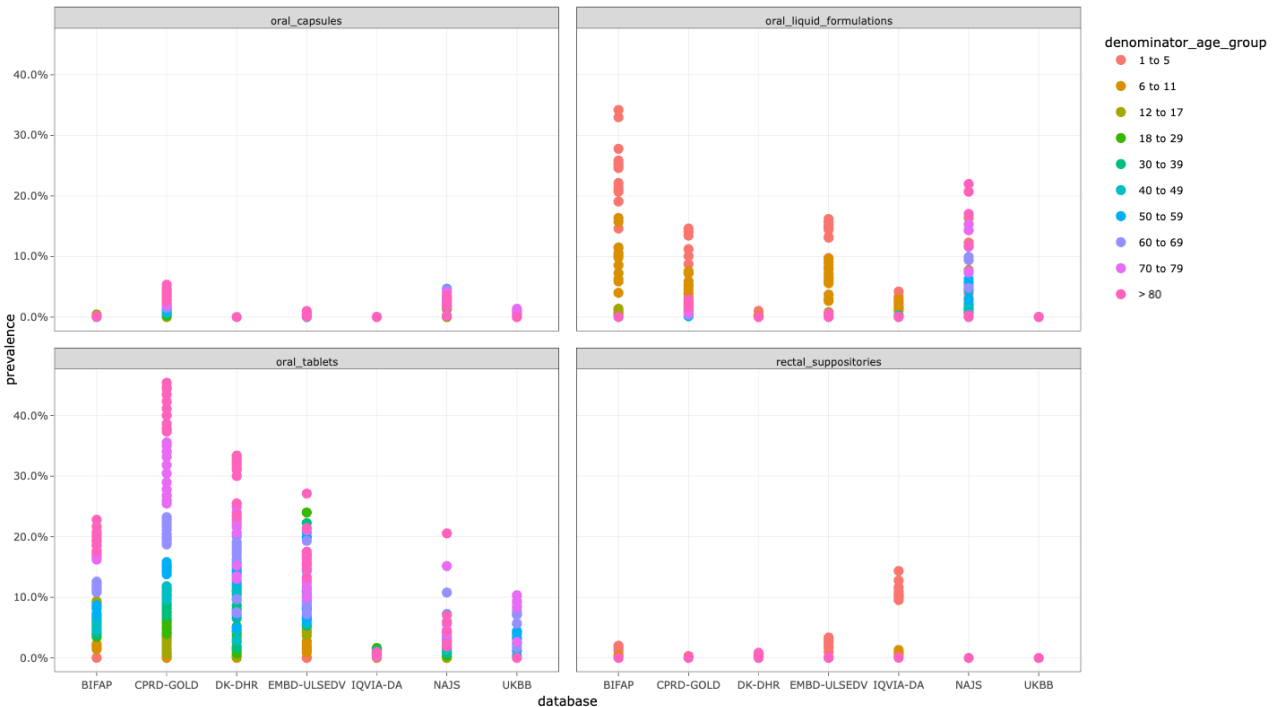 oral_capsules
oral_liquid_formulations
40.0%
30.0%
20.0%
10.0%
0.0%
oral_tablets
rectal_suppositories
40.0%
30.0%
20.0%
10.0%
0.0%
BIFAP CPRD-GOLD DK-DHR EMBD-ULSEDV IQVIA-DA NAJS UKBB
BIFAP CPRD-GOLD DK-DHR EMBD-ULSEDV IQVIA-DA NAJS UKBB
prevalence
database
denominator_age_group
1 to 5
6 to 11
12 to 17
18 to 29
30 to 39
40 to 49
50 to 59
60 to 69
70 to 79
> 80